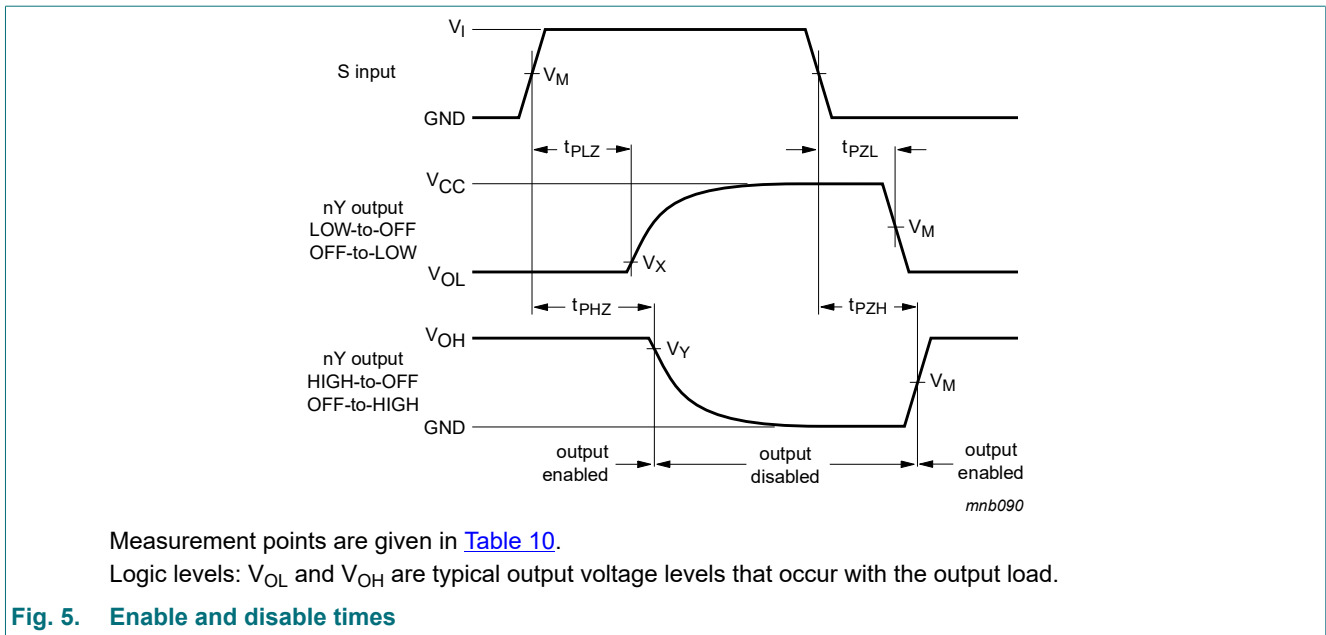 V_I
S input
V_M
GND
t_PLZ
t_PZL
V_CC
nY output
LOW-to-OFF
OFF-to-LOW
V_M
V_X
V_OL
t_PHZ
t_PZH
V_OH
nY output
HIGH-to-OFF
OFF-to-HIGH
V_Y
V_M
GND
output
enabled
output
disabled
output
enabled
mnb090
Measurement points are given in Table 10.
Logic levels: V_OL and V_OH are typical output voltage levels that occur with the output load.
Fig. 5. Enable and disable times